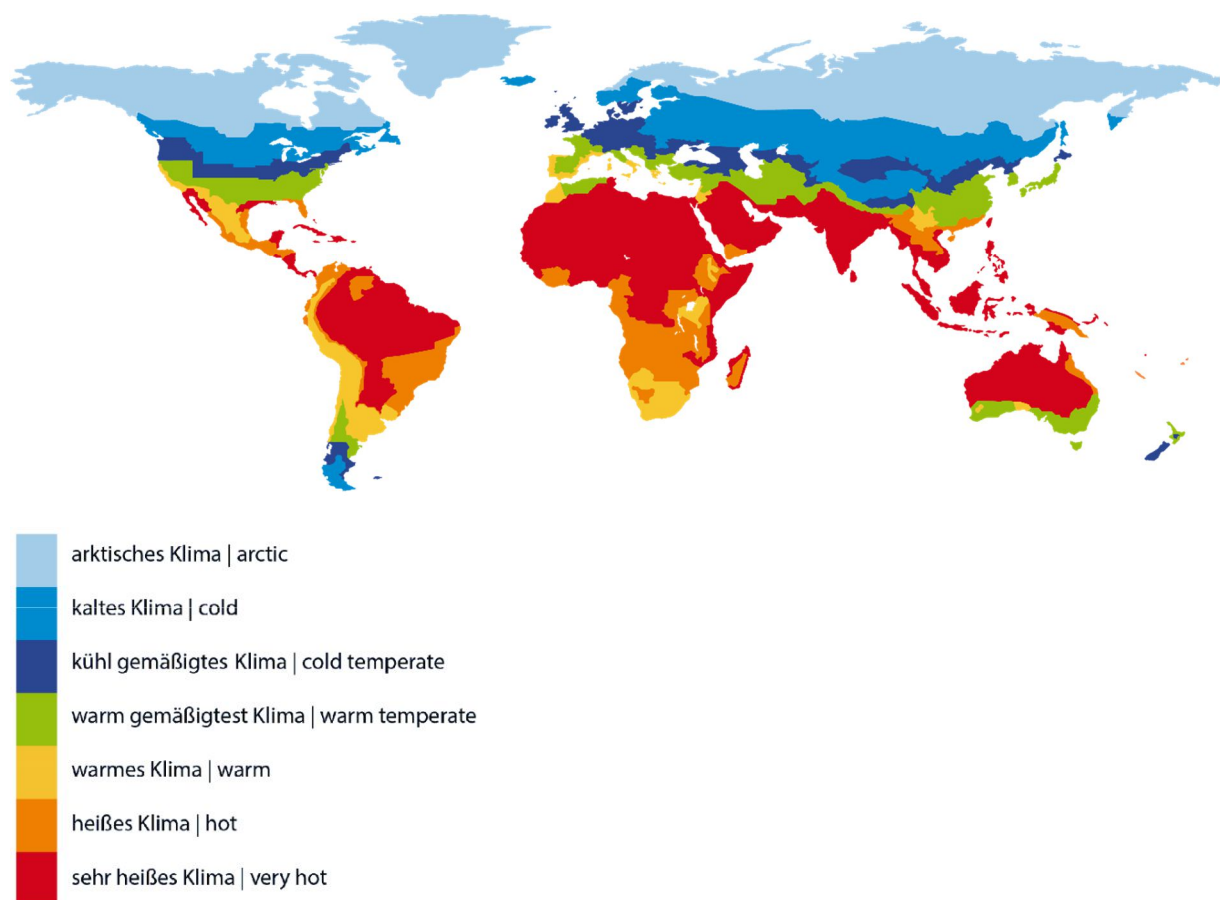 arktisches Klima | arctic
kaltes Klima | cold
kühl gemäßigtes Klima | cold temperate
warm gemäßigtest Klima | warm temperate
warmes Klima | warm
heißes Klima | hot
sehr heißes Klima | very hot